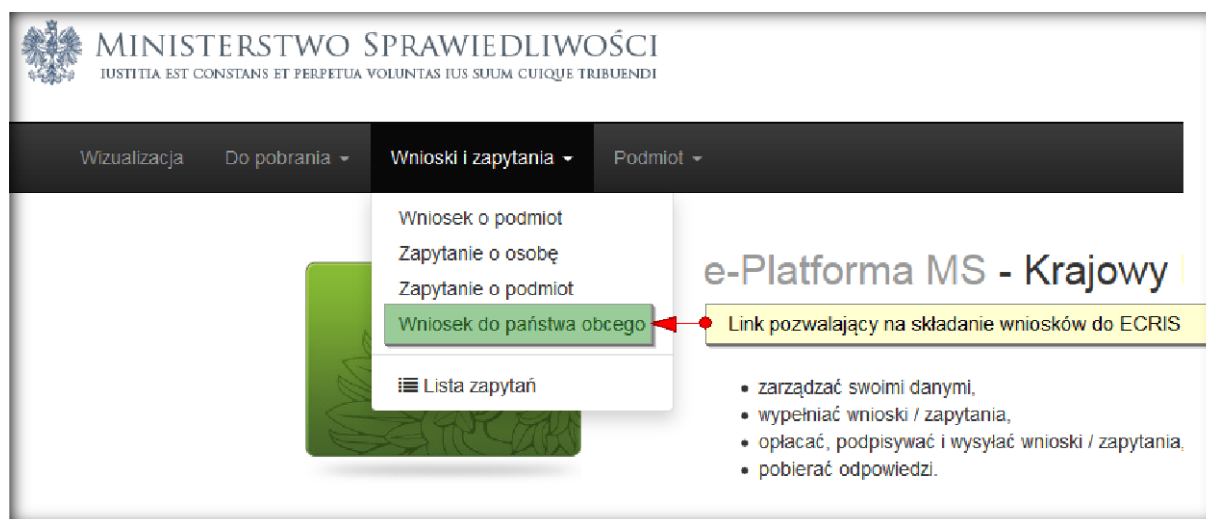 MINISTERSTWO SPRAWIEDLIWOŚCI
IUSTITIA EST CONSTANS ET PERPETUA VOLUNTAS IUS SUUM CUIQUE TRIBUENDI
Wizualizacja Do pobrania Wnioski i zapytania Podmiot
Wniosek o podmiot
Zapytanie o osobę
Zapytanie o podmiot
Wniosek do państwa obcego
Lista zapytań
e-Platforma MS - Krajowy
Link pozwalający na składanie wniosków do ECRIS
• zarządzać swoimi danymi,
• wypełniać wnioski / zapytania,
• opłacać, podpisywać i wysyłać wnioski / zapytania,
• pobierać odpowiedzi.